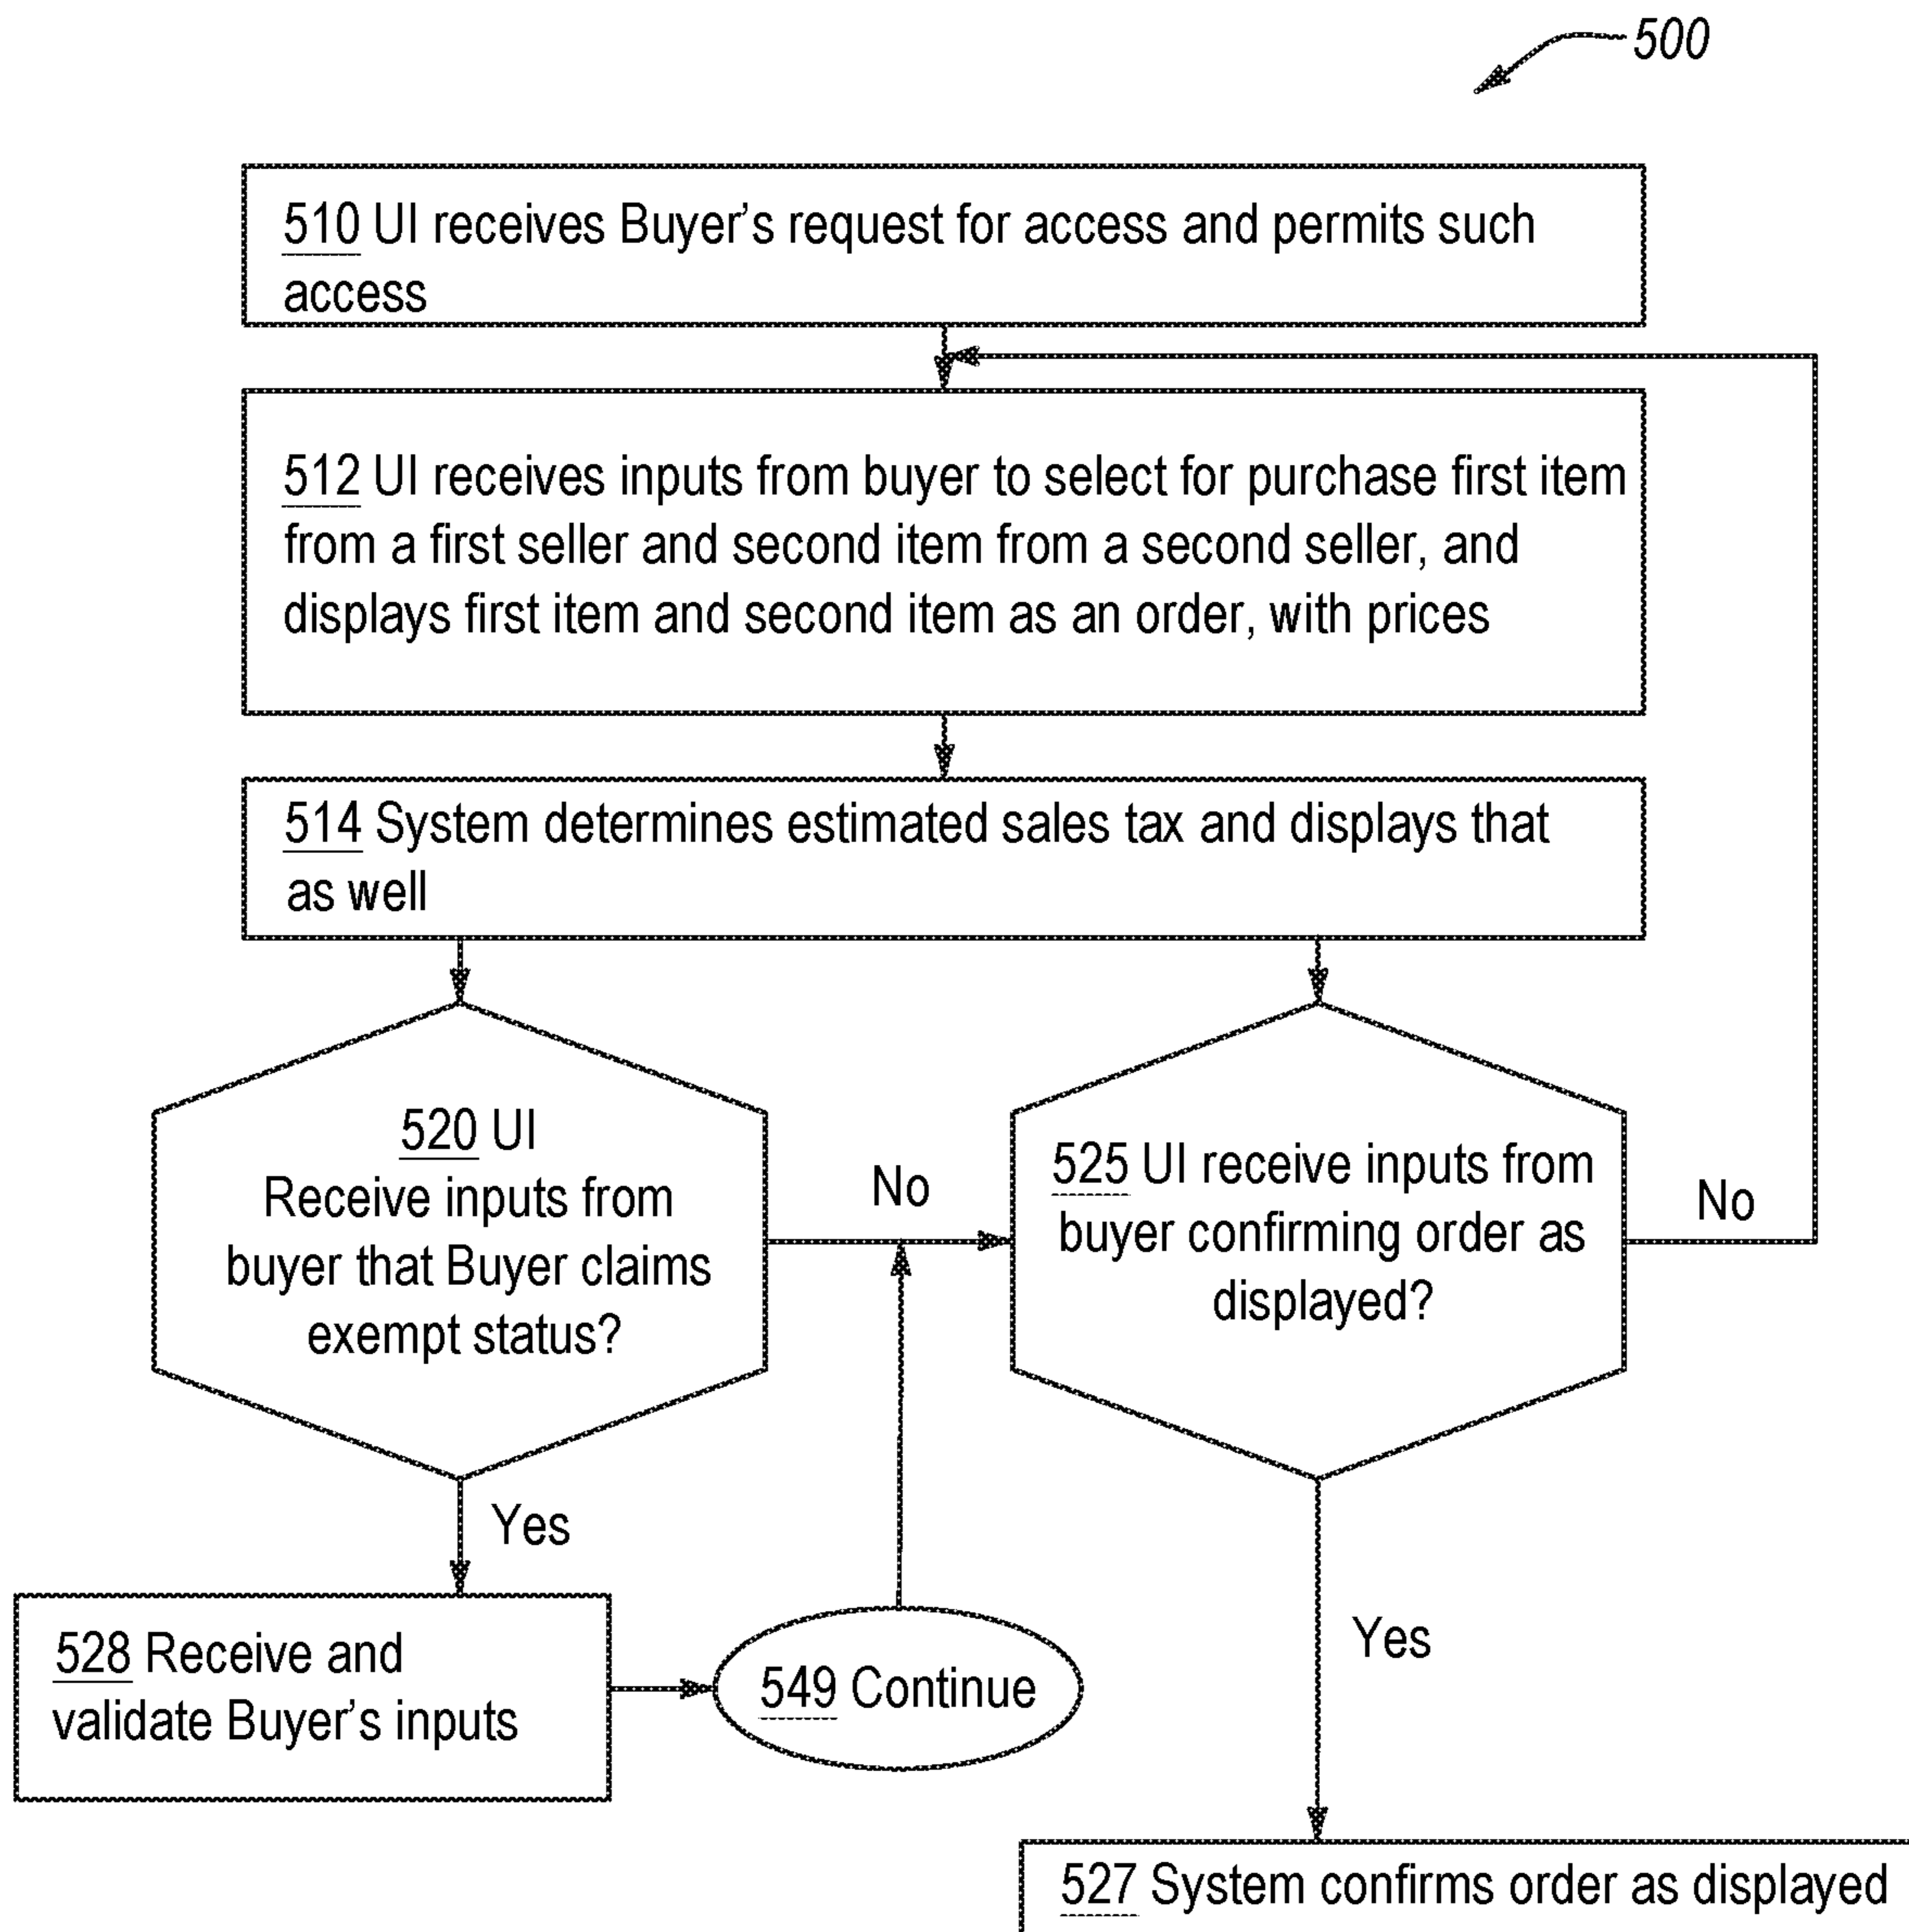 500
510 UI receives Buyer’s request for access and permits such
access
512 UI receives inputs from buyer to select for purchase first item
from a first seller and second item from a second seller, and
displays first item and second item as an order, with prices
514 System determines estimated sales tax and displays that
as well
520 UI
Receive inputs from
buyer that Buyer claims
exempt status?
No
525 UI receive inputs from
buyer confirming order as
displayed?
No
Yes
528 Receive and
validate Buyer’s inputs
549 Continue
Yes
527 System confirms order as displayed